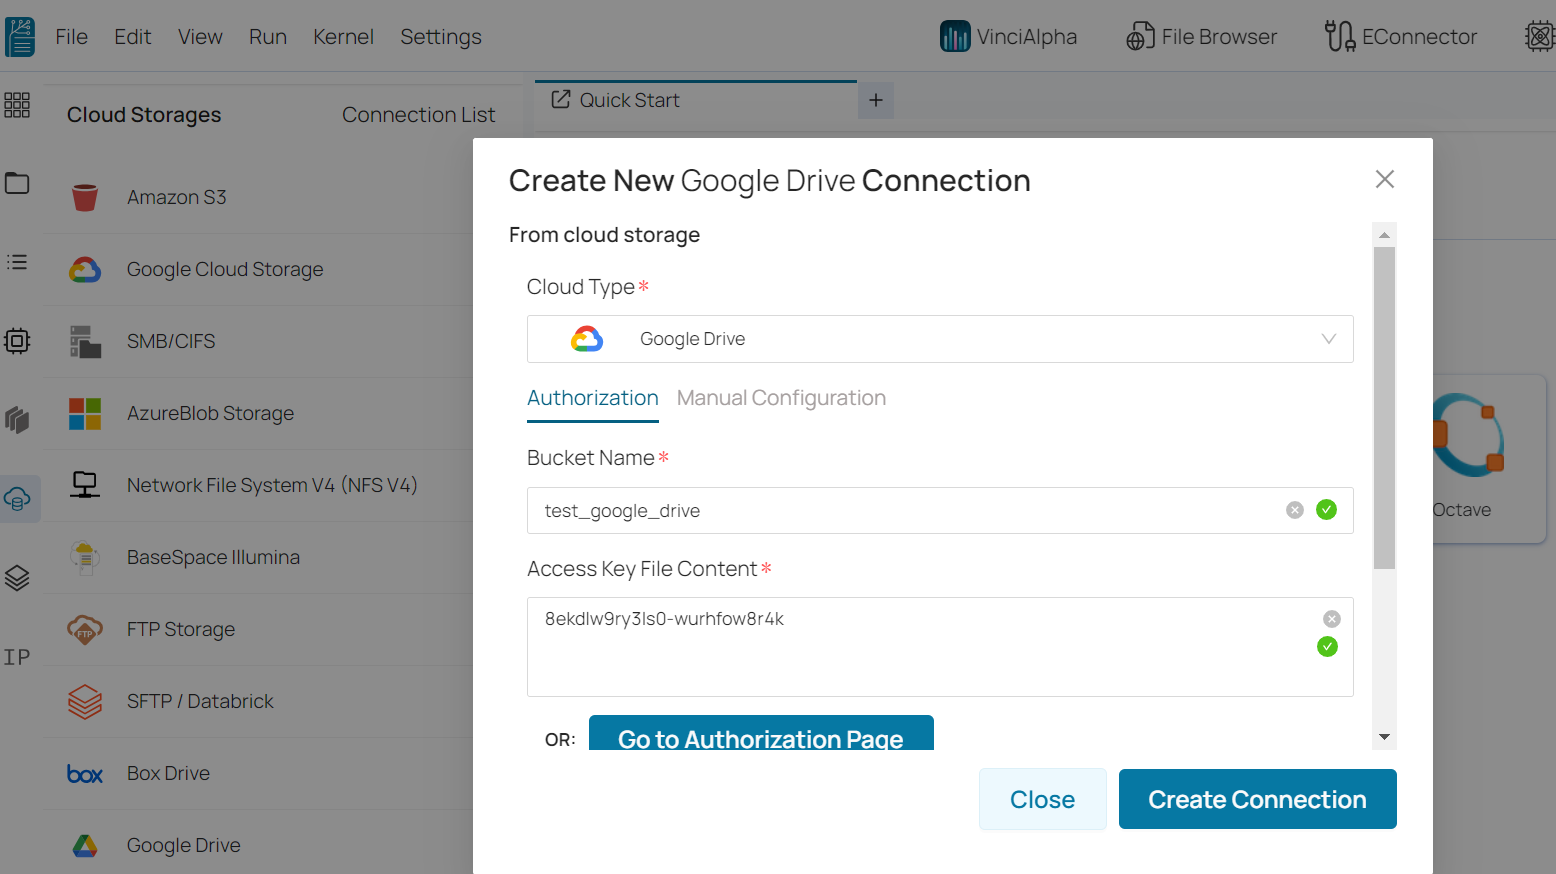 File Edit View Run Kernel Settings VinciAlpha File Browser EConnector
Cloud Storages Connection List
Quick Start +
Amazon S3
Google Cloud Storage
SMB/CIFS
AzureBlob Storage
Network File System V4 (NFS V4)
BaseSpace Illumina
FTP
FTP Storage
IP
SFTP / Databrick
box
Box Drive
Google Drive
Create New Google Drive Connection
From cloud storage
Cloud Type*
Google Drive
Authorization Manual Configuration
Bucket Name*
test_google_drive
Access Key File Content*
8ekdlw9ry3ls0-wurhfow8r4k
OR: Go to Authorization Page
Close Create Connection
Octave